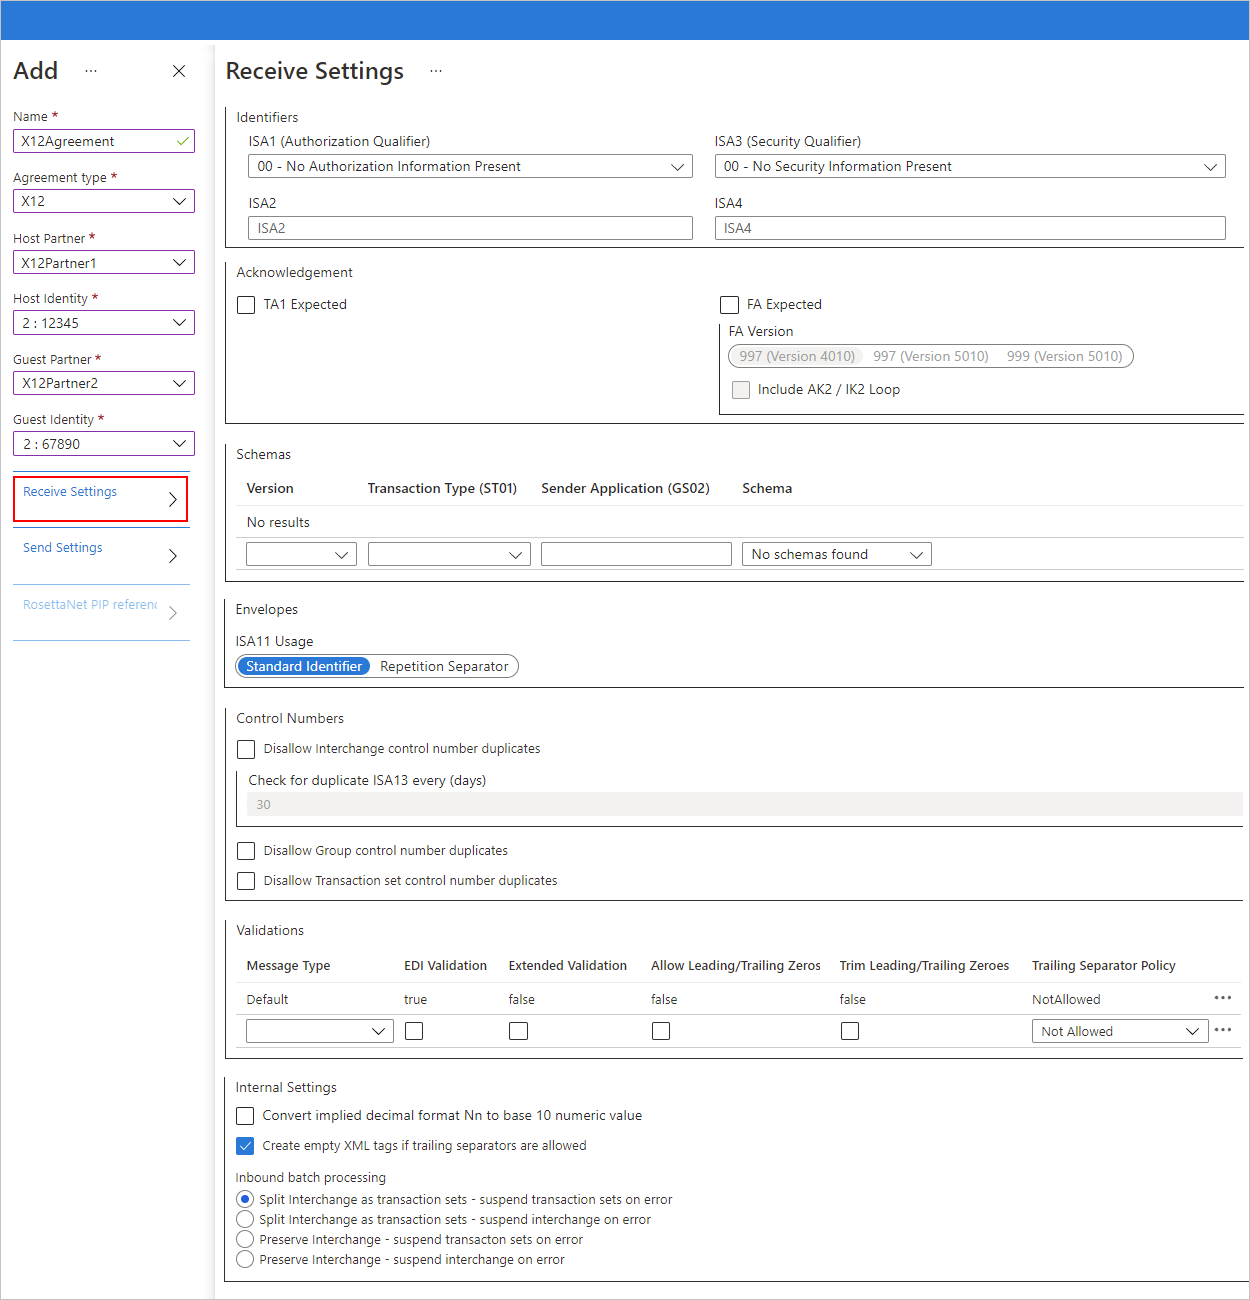 Add ...
Name *
X12Agreement
Agreement type *
X12
Host Partner *
X12Partner1
Host Identity *
2 : 12345
Guest Partner *
X12Partner2
Guest Identity *
2 : 67890
Receive Settings
Send Settings
RosettaNet PIP referenc
Receive Settings ...
Identifiers
ISA1 (Authorization Qualifier) ISA3 (Security Qualifier)
00 - No Authorization Information Present 00 - No Security Information Present
ISA2 ISA4
ISA2 ISA4
Acknowledgement
TA1 Expected FA Expected
FA Version
997 (Version 4010) 997 (Version 5010) 999 (Version 5010)
Include AK2 / IK2 Loop
Schemas
Version Transaction Type (ST01) Sender Application (GS02) Schema
No results
No schemas found
Envelopes
ISA11 Usage
Standard Identifier Repetition Separator
Control Numbers
Disallow Interchange control number duplicates
Check for duplicate ISA13 every (days)
30
Disallow Group control number duplicates
Disallow Transaction set control number duplicates
Validations
Message Type EDI Validation Extended Validation Allow Leading/Trailing Zeros Trim Leading/Trailing Zeroes Trailing Separator Policy
Default true false false false NotAllowed ...
Not Allowed ...
Internal Settings
Convert implied decimal format Nn to base 10 numeric value
Create empty XML tags if trailing separators are allowed
Inbound batch processing
Split Interchange as transaction sets - suspend transaction sets on error
Split Interchange as transaction sets - suspend interchange on error
Preserve Interchange - suspend transacton sets on error
Preserve Interchange - suspend interchange on error